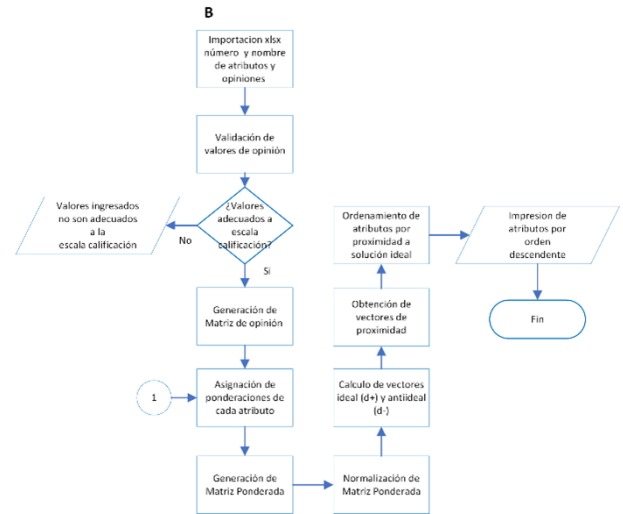 B
Importacion xlsx
número y nombre
de atributos y
opiniones
Validación de
valores de opinión
¿Valores
adecuados a
escala
calificación?
No
Valores ingresados
no son adecuados
a la
escala calificación
Si
Generación de
Matriz de opinión
1
Asignación de
ponderaciones de
cada atributo
Generación de
Matriz Ponderada
Normalización de
Matriz Ponderada
Calculo de vectores
ideal (d+) y antiideal
(d-)
Obtención de
vectores de
proximidad
Ordenamiento de
atributos por
proximidad a
solución ideal
Impresion de
atributos por
orden
descendente
Fin